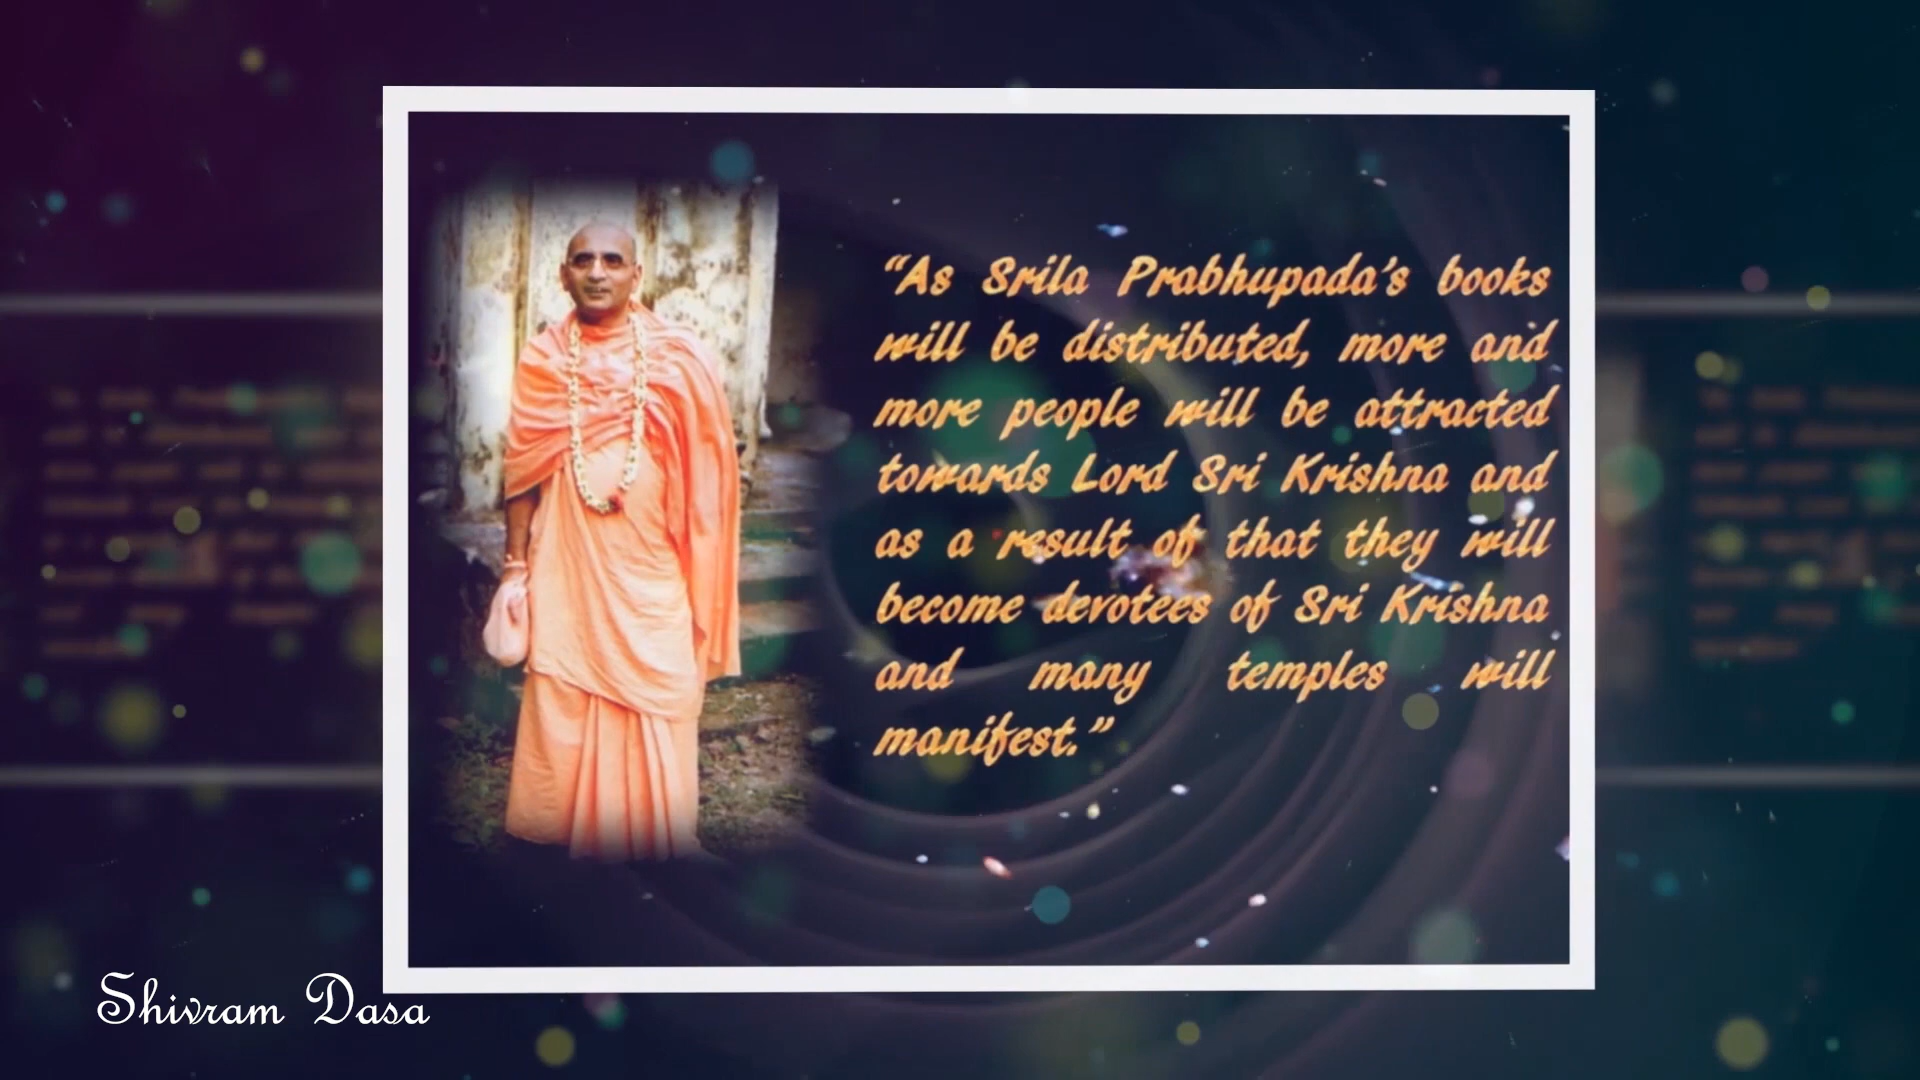 “As Srila Prabhupada’s books
will be distributed, more and
more people will be attracted
towards Lord Sri Krishna and
as a result of that they will
become devotees of Sri Krishna
and many temples will
manifest.”
Shivram Dasa